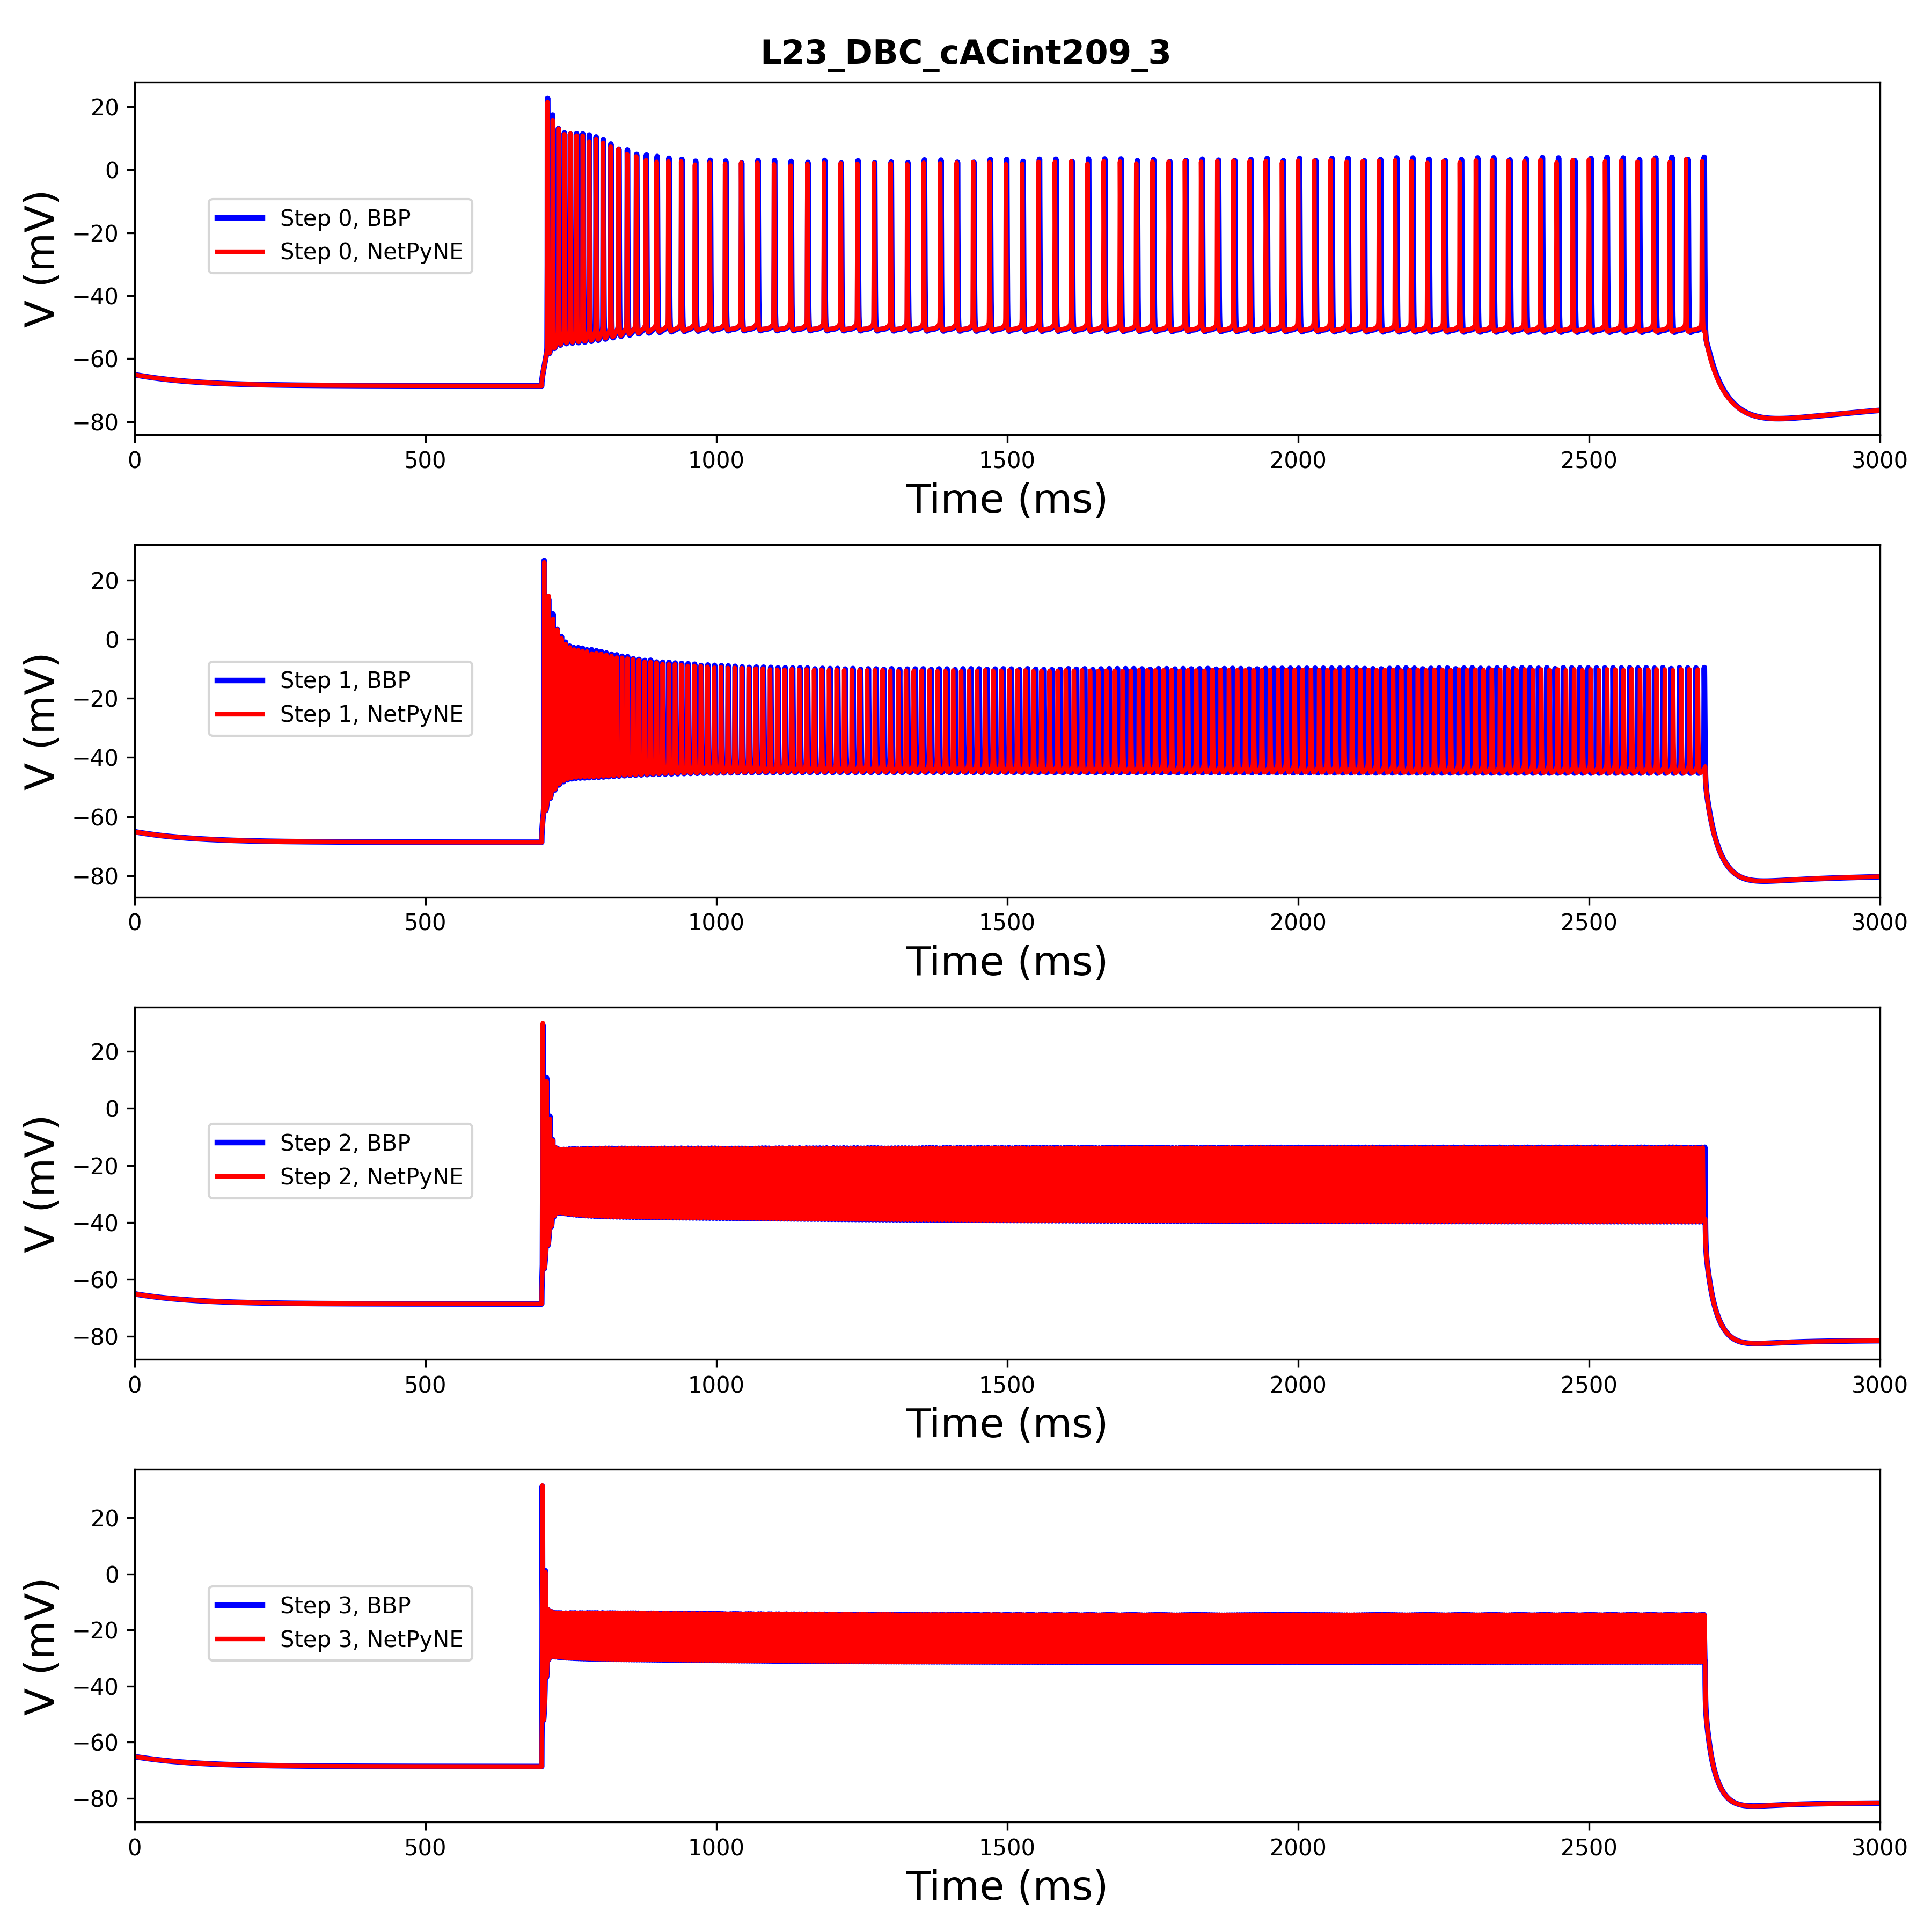 L23_DBC_cACint209_3
20
0
−20
−40
−60
−80
V (mV)
Step 0, BBP
Step 0, NetPyNE
0 500 1000 1500 2000 2500 3000
Time (ms)
20
0
−20
−40
−60
−80
V (mV)
Step 1, BBP
Step 1, NetPyNE
0 500 1000 1500 2000 2500 3000
Time (ms)
20
0
−20
−40
−60
−80
V (mV)
Step 2, BBP
Step 2, NetPyNE
0 500 1000 1500 2000 2500 3000
Time (ms)
20
0
−20
−40
−60
−80
V (mV)
Step 3, BBP
Step 3, NetPyNE
0 500 1000 1500 2000 2500 3000
Time (ms)